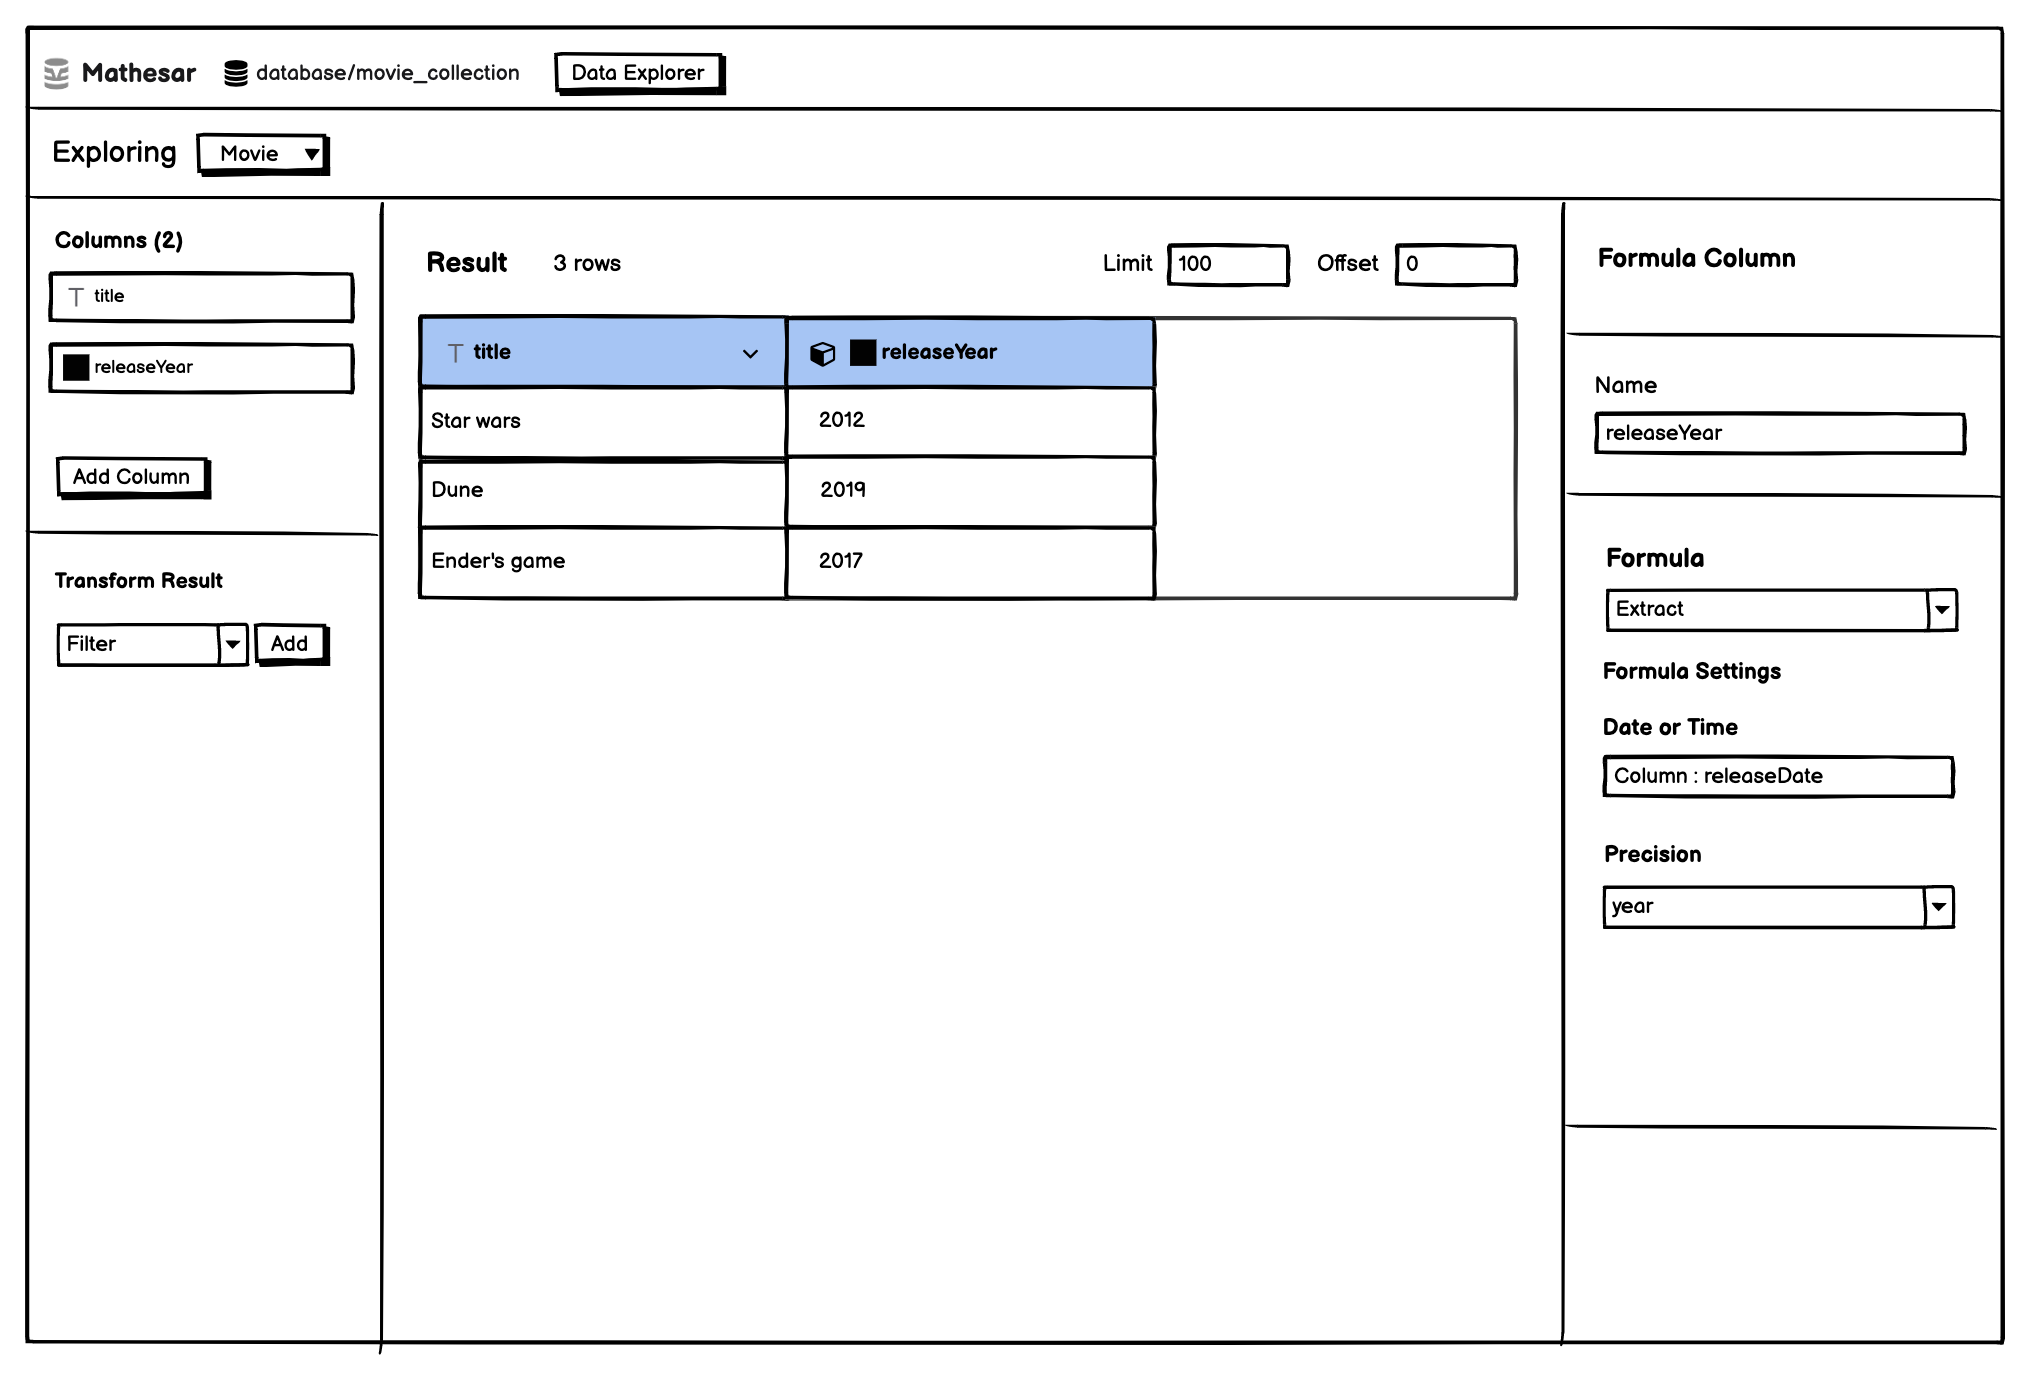 Mathesar database/movie_collection Data Explorer
Exploring Movie
Columns (2)
title
releaseYear
Add Column
Transform Result
Filter Add
Result 3 rows Limit 100 Offset 0
title releaseYear
Star wars 2012
Dune 2019
Ender's game 2017
Formula Column
Name
releaseYear
Formula
Extract
Formula Settings
Date or Time
Column : releaseDate
Precision
year